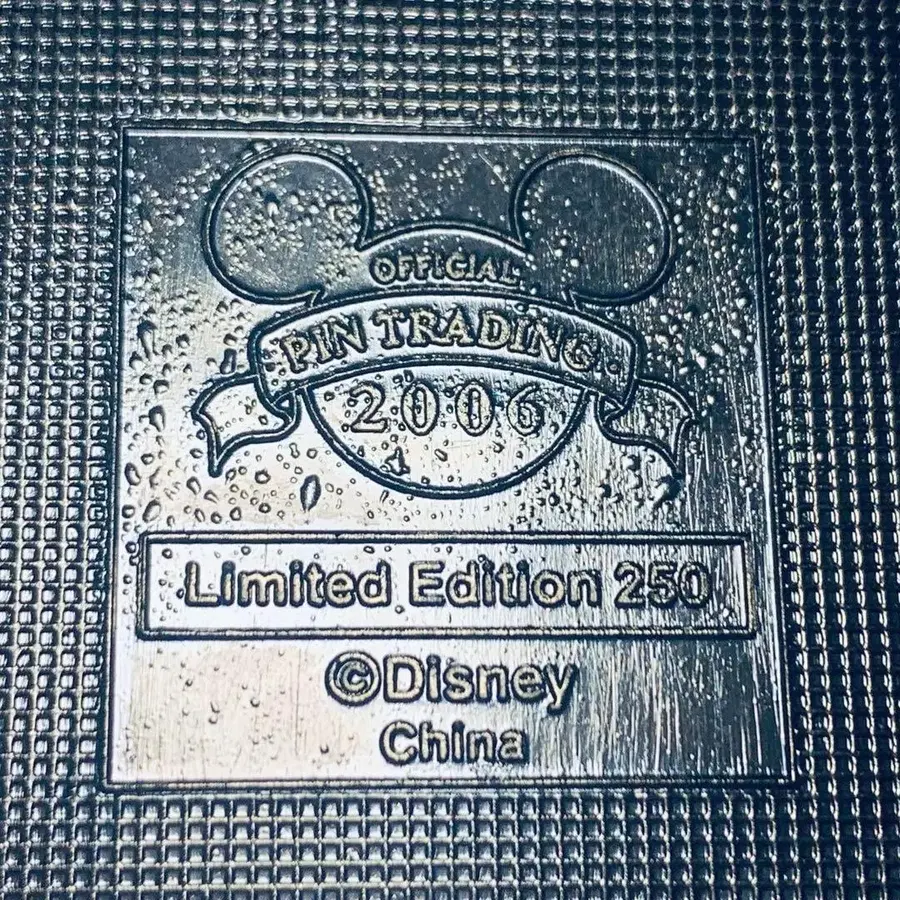 OFFICIAL
PIN TRADING
2006
Limited Edition 250
©Disney
China